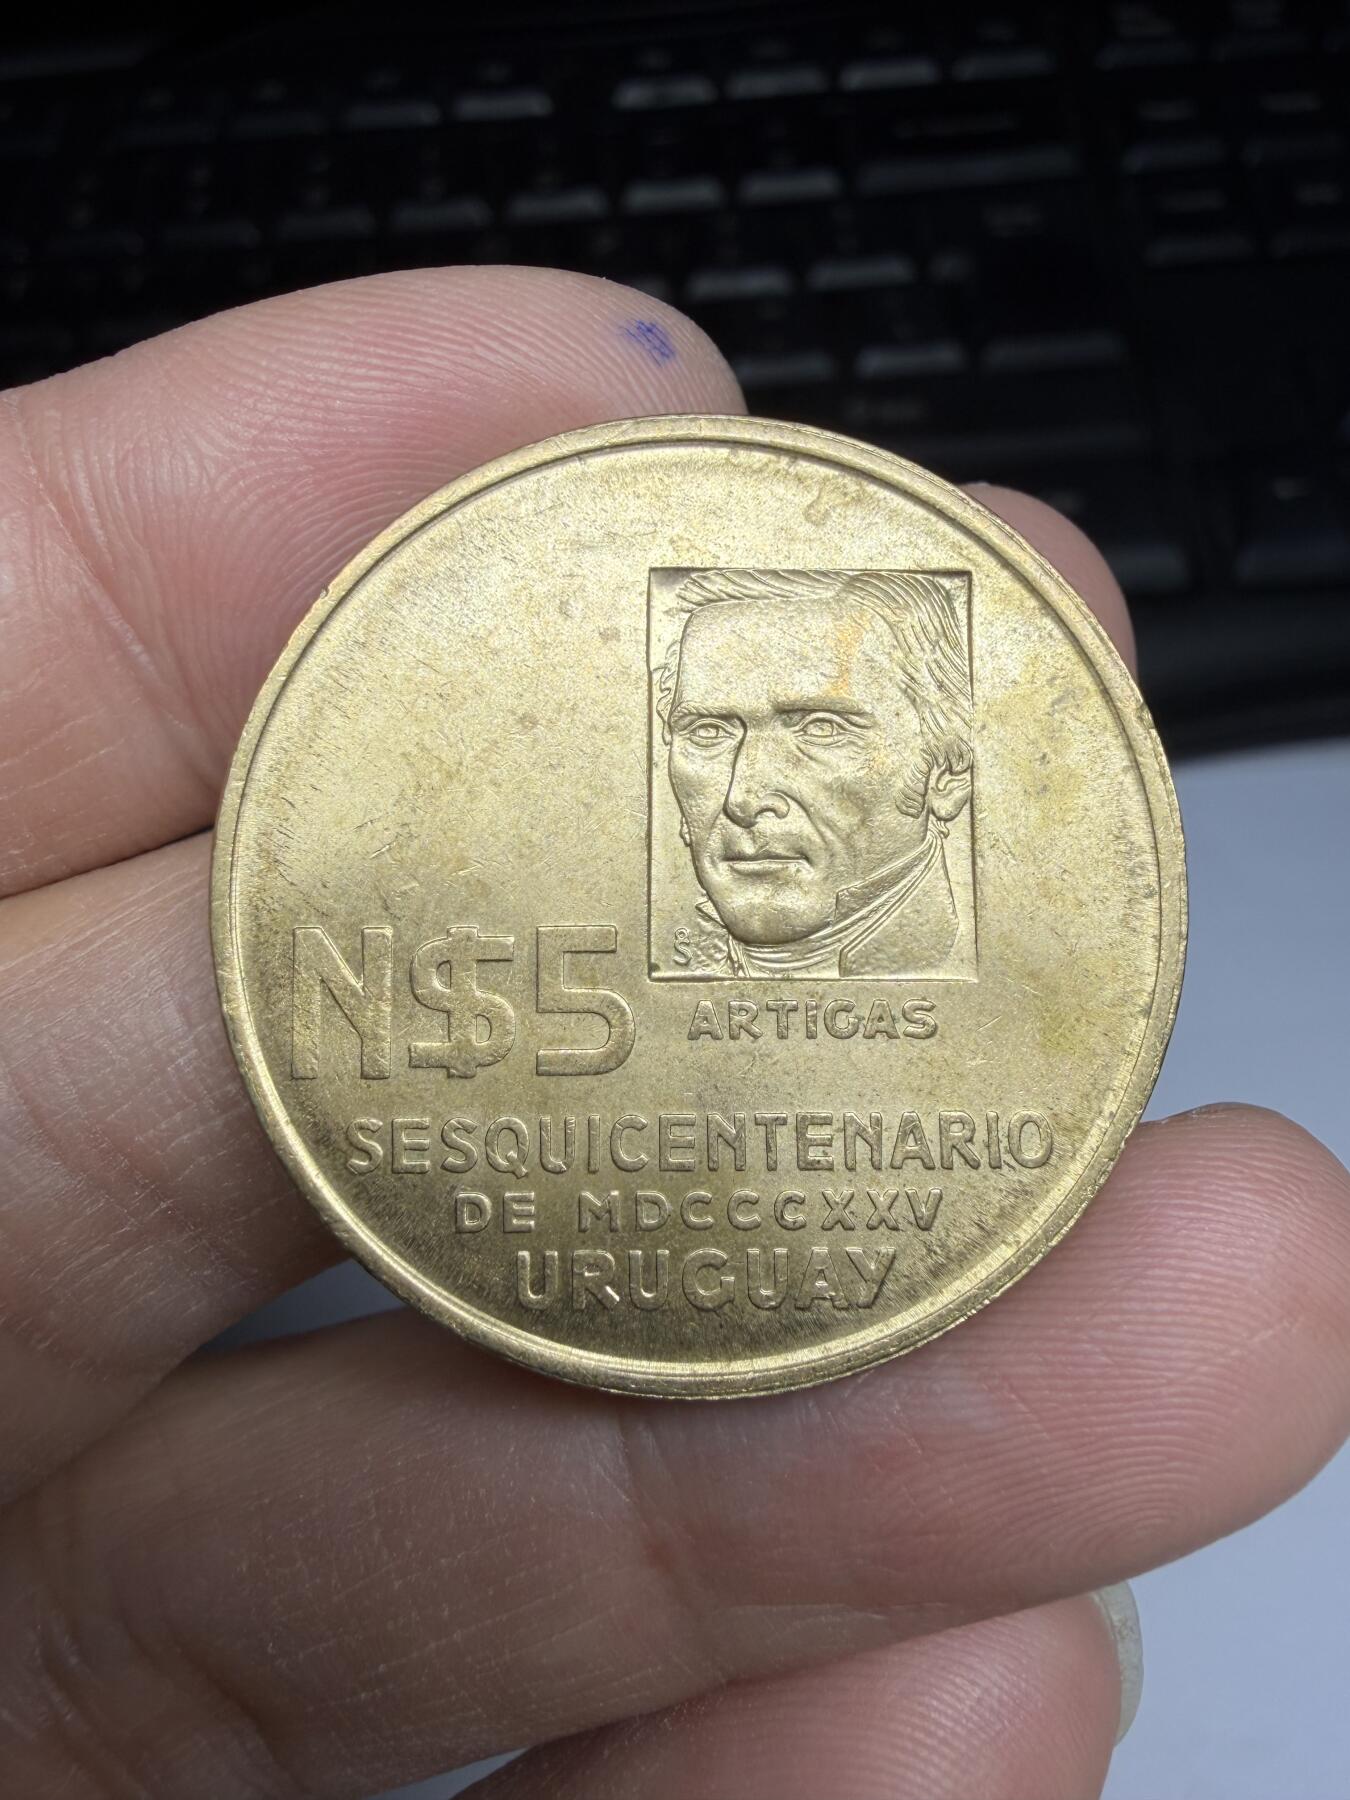 N$5
ARTIGAS
SESQUICENTENARIO
DE MDCCCXXV
URUGUAY